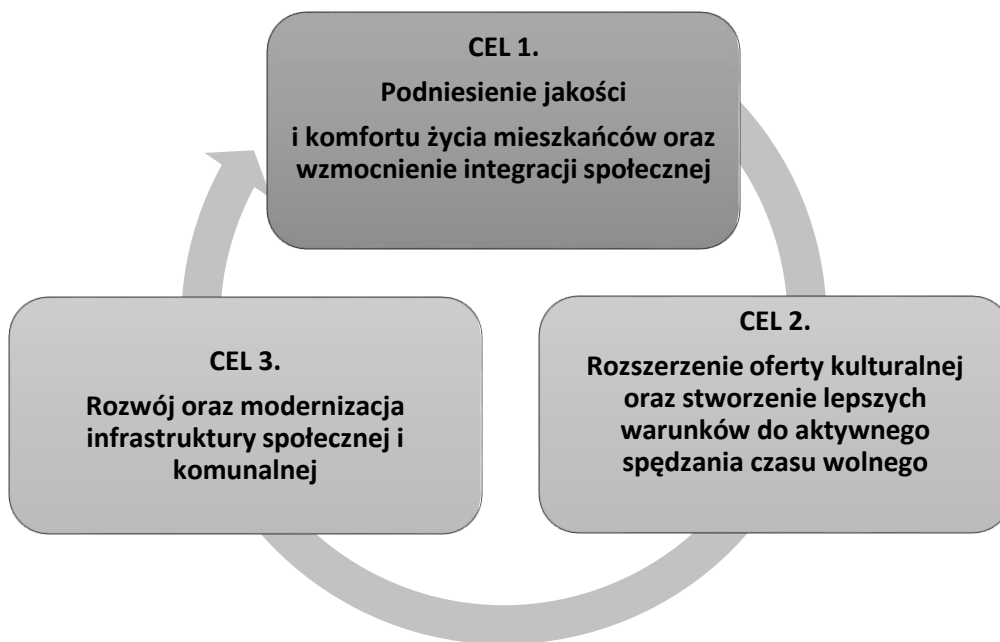 CEL 1.
Podniesienie jakości
i komfortu życia mieszkańców oraz
wzmocnienie integracji społecznej
CEL 2.
Rozszerzenie oferty kulturalnej
oraz stworzenie lepszych
warunków do aktywnego
spędzania czasu wolnego
CEL 3.
Rozwój oraz modernizacja
infrastruktury społecznej i
komunalnej